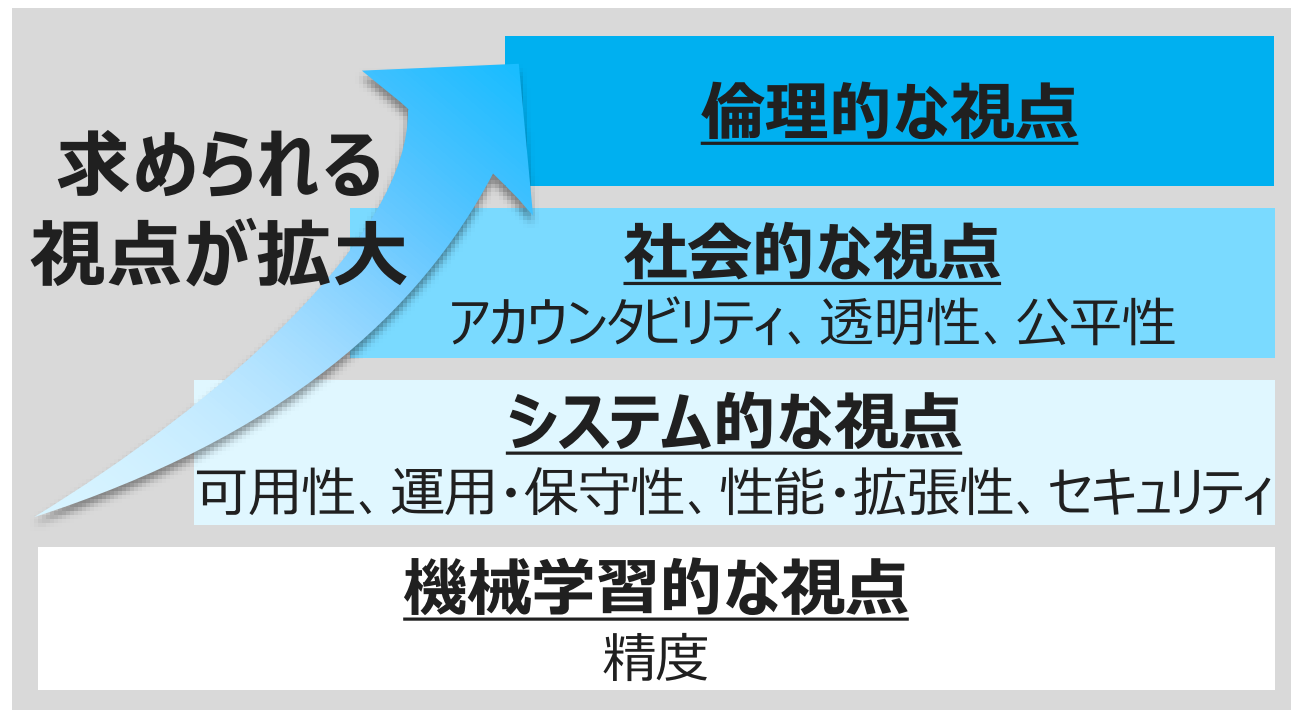 求められる
視点が拡大
倫理的な視点
社会的な視点
アカウンタビリティ、透明性、公平性
システム的な視点
可用性、運用・保守性、性能・拡張性、セキュリティ
機械学習的な視点
精度